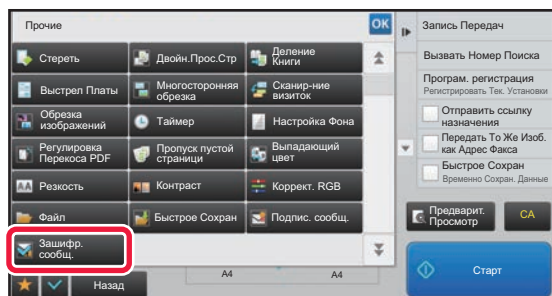 Прочие
OK
Стереть
Двойн.Прос.Стр
Деление
Книги
Выстрел Платы
Многосторонняя
обрезка
Сканир-ние
визиток
Обрезка
изображений
Таймер
Настройка Фона
Регулировка
Перекоса PDF
Пропуск пустой
страници
Выпадающий
цвет
AA Резкость
Контраст
Коррект. RGB
Файл
Быстрое Сохран
Подпис. сообщ.
Зашифр.
сообщ.
Назад
A4
A4
Запись Передач
Вызвать Номер Поиска
Програм. регистрация
Регистрировать Тек. Установки
Отправить ссылку
назначения
Передать То Же Изоб.
как Адрес Факса
Быстрое Сохран
Временно Сохран. Данные
Предварит.
Просмотр
CA
Старт